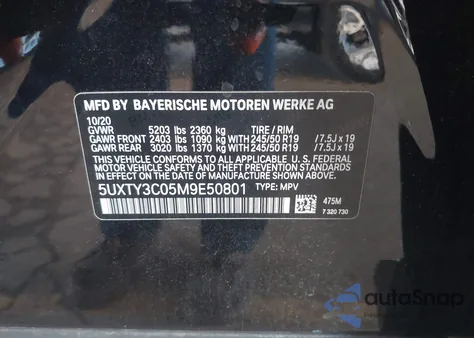 MFD BY BAYERISCHE MOTOREN WERKE AG
10/20
GVWR 5203 lbs 2360 kg TIRE / RIM
GAWR FRONT 2403 lbs 1090 kg WITH 245/50 R19 /7.5J x 19
GAWR REAR 3020 lbs 1370 kg WITH 245/50 R19 /7.5J x 19
THIS VEHICLE CONFORMS TO ALL APPLICABLE U.S. FEDERAL
MOTOR VEHICLE SAFETY, BUMPER, AND THEFT PREVENTION
STANDARDS IN EFFECT ON THE DATE OF MANUFACTURE SHOWN ABOVE.
5UXTY3C05M9E50801 TYPE: MPV
475M
7 320 730
autoSnap